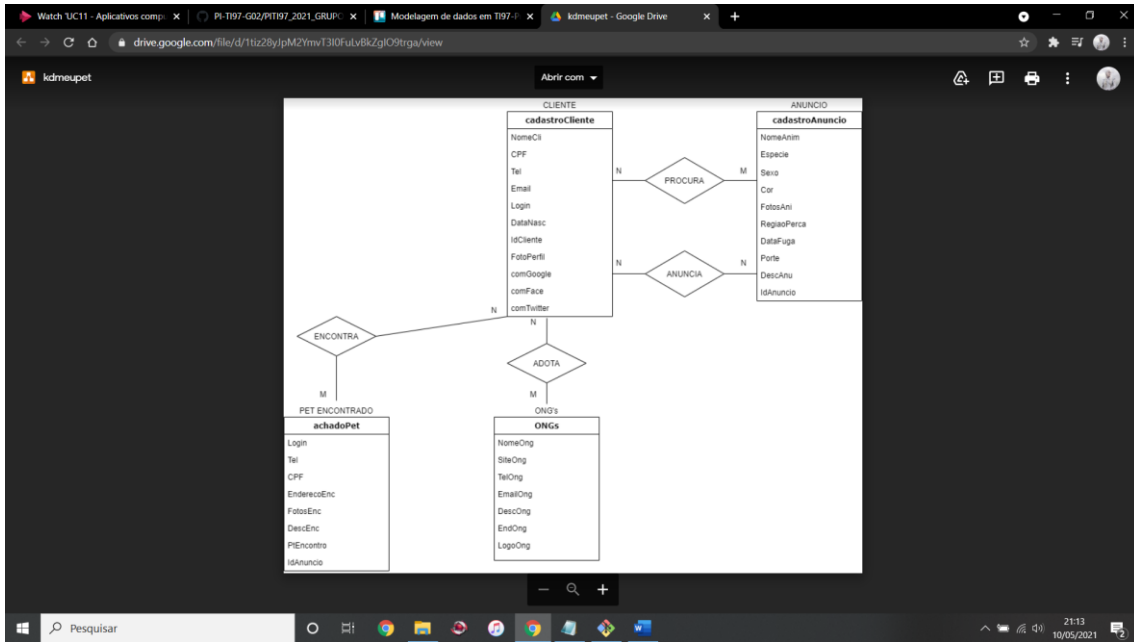 Watch 'UC11 - Aplicativos comp
PI-TI97-G02/PITI97_2021_GRUPO
Modelagem de dados em TI97-P
kdmeupet - Google Drive
drive.google.com/file/d/1tiz28yJpM2YmvT3I0FuLvBkZgIO9trga/view
kdmeupet
Abrir com
CLIENTE
cadastroCliente
NomeCli
CPF
Tel
Email
Login
DataNasc
IdCliente
FotoPerfil
comGoogle
comFace
comTwitter
ANUNCIO
cadastroAnuncio
NomeAnim
Especie
Sexo
Cor
FotosAni
RegiaoPerca
DataFuga
Porte
DescAnu
IdAnuncio
N
PROCURA
M
N
ANUNCIA
N
N
ENCONTRA
M
N
ADOTA
M
PET ENCONTRADO
achadoPet
Login
Tel
CPF
EnderecoEnc
FotosEnc
DescEnc
PtEncontro
IdAnuncio
ONG's
ONGs
NomeOng
SiteOng
TelOng
EmailOng
DescOng
EndOng
LogoOng
Pesquisar
21:13
10/05/2021
2